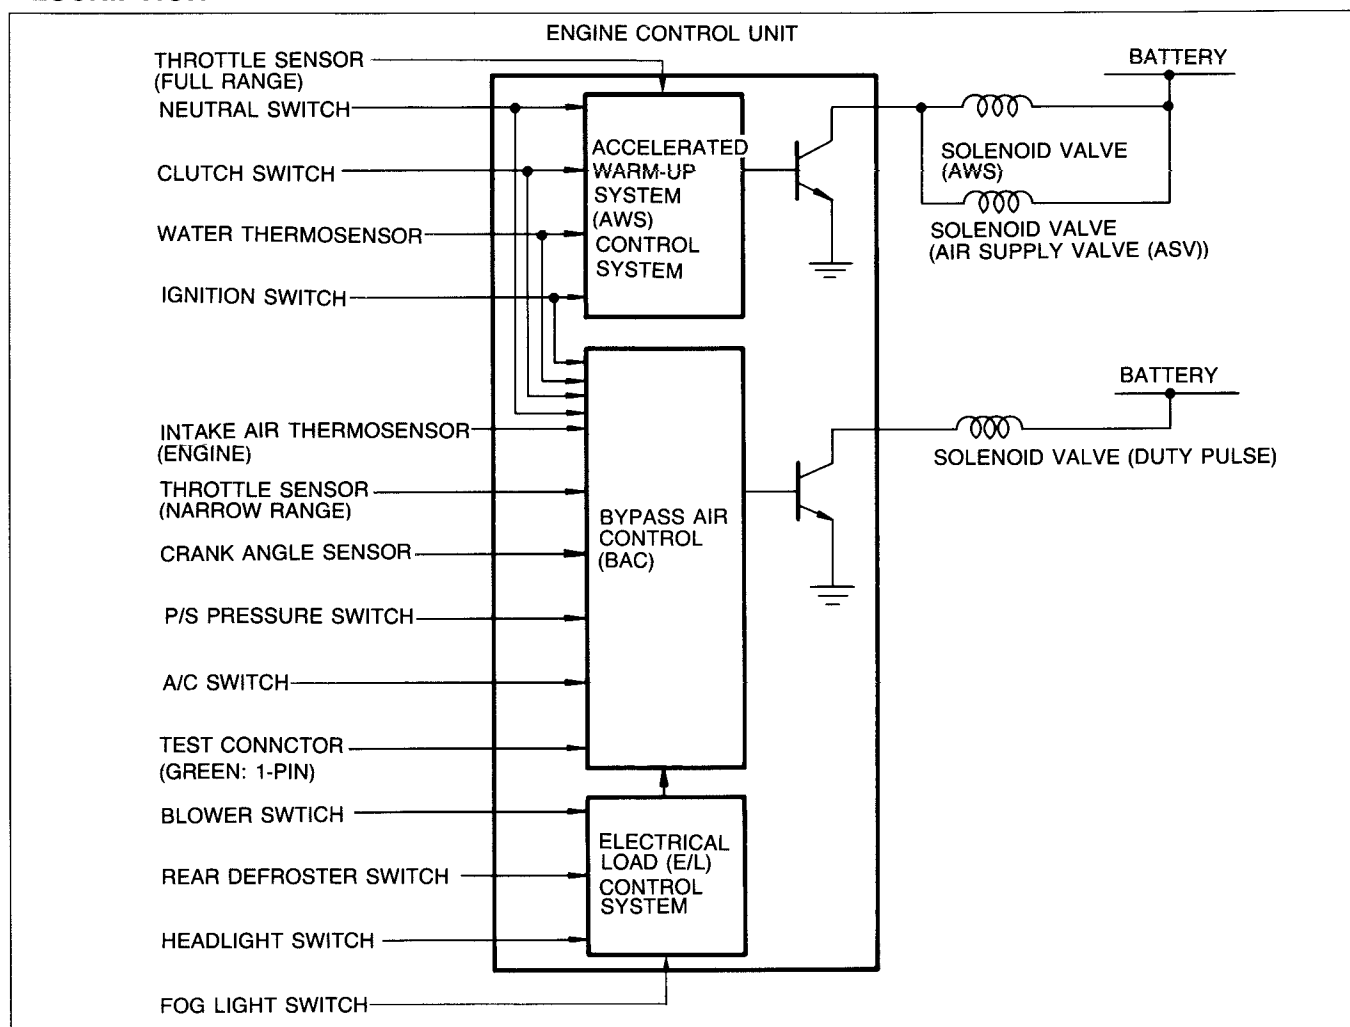 ENGINE CONTROL UNIT
THROTTLE SENSOR
(FULL RANGE)
NEUTRAL SWITCH
CLUTCH SWITCH
WATER THERMOSENSOR
IGNITION SWITCH
INTAKE AIR THERMOSENSOR
(ENGINE)
THROTTLE SENSOR
(NARROW RANGE)
CRANK ANGLE SENSOR
P/S PRESSURE SWITCH
A/C SWITCH
TEST CONNCTOR
(GREEN: 1-PIN)
BLOWER SWTICH
REAR DEFROSTER SWITCH
HEADLIGHT SWITCH
FOG LIGHT SWITCH
ACCELERATED
WARM-UP
SYSTEM
(AWS)
CONTROL
SYSTEM
BYPASS AIR
CONTROL
(BAC)
ELECTRICAL
LOAD (E/L)
CONTROL
SYSTEM
BATTERY
SOLENOID VALVE
(AWS)
SOLENOID VALVE
(AIR SUPPLY VALVE (ASV))
BATTERY
SOLENOID VALVE (DUTY PULSE)